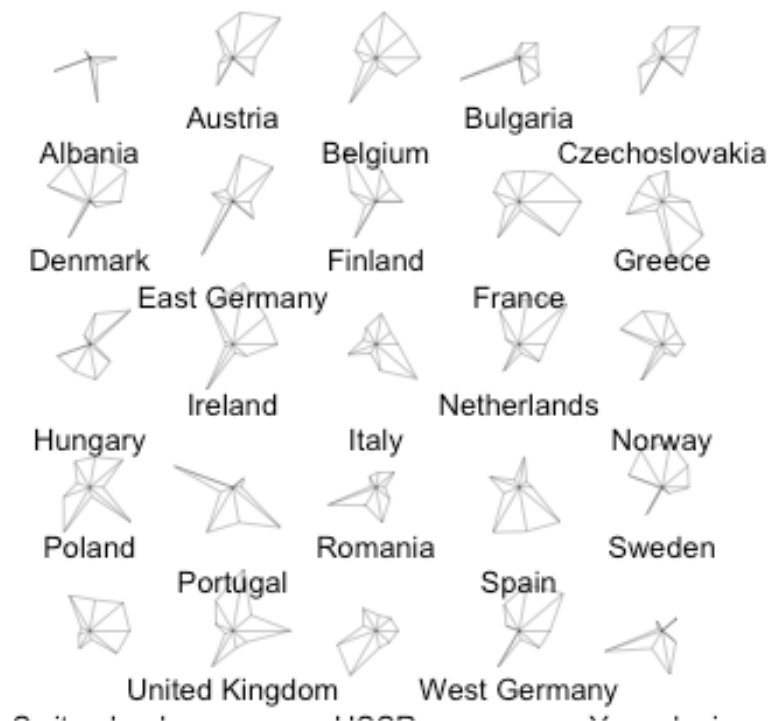 Austria Bulgaria
Albania Belgium Czechoslovakia
Denmark Finland Greece
East Germany France
Ireland Netherlands
Hungary Italy Norway
Poland Romania Sweden
Portugal Spain
United Kingdom West Germany